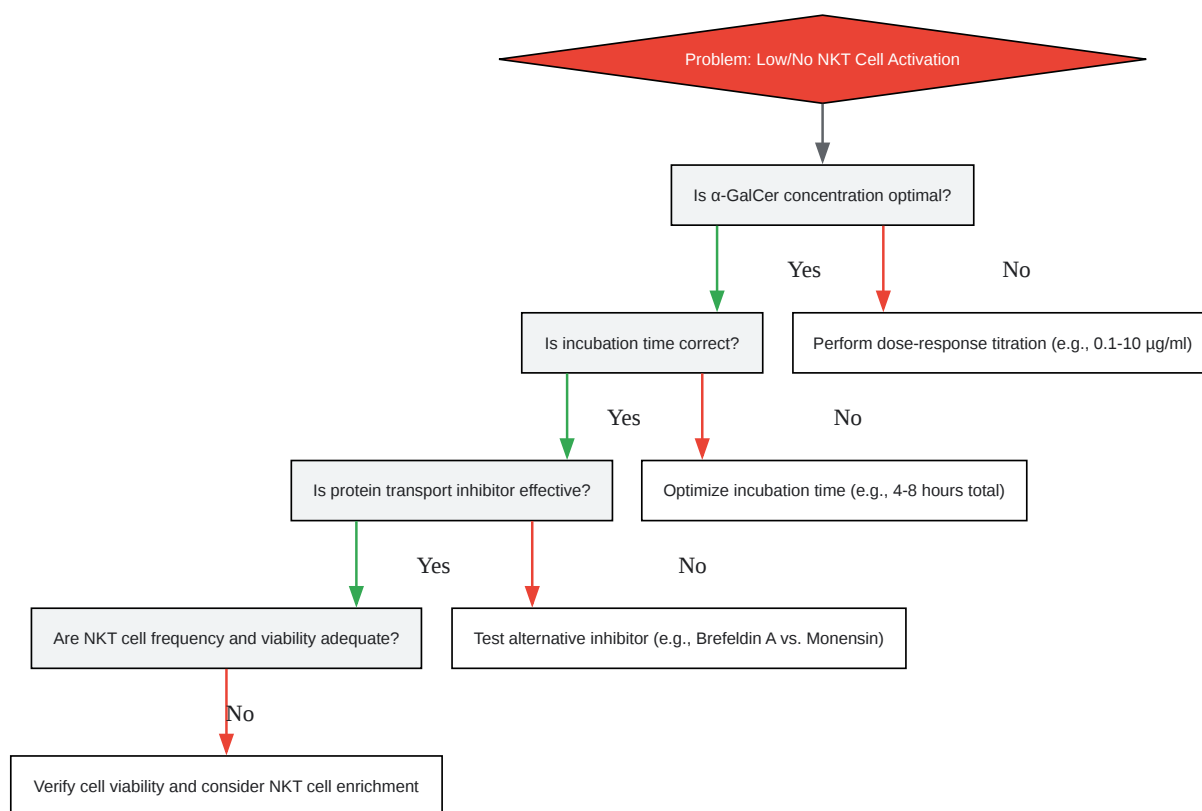 Problem: Low/No NKT Cell Activation
Is α-GalCer concentration optimal?
Yes
No
Is incubation time correct?
Perform dose-response titration (e.g., 0.1-10 µg/ml)
Yes
No
Is protein transport inhibitor effective?
Optimize incubation time (e.g., 4-8 hours total)
Yes
No
Are NKT cell frequency and viability adequate?
Test alternative inhibitor (e.g., Brefeldin A vs. Monensin)
No
Verify cell viability and consider NKT cell enrichment